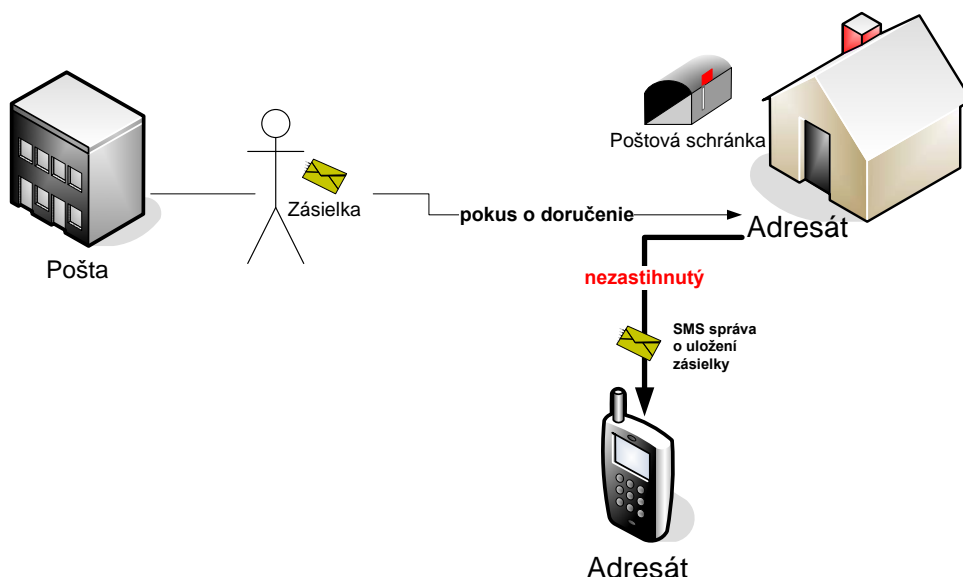 Poštová schránka
Zásielka
pokus o doručenie
Adresát
Pošta
nezastihnutý
SMS správa
o uložení
zásielky
Adresát